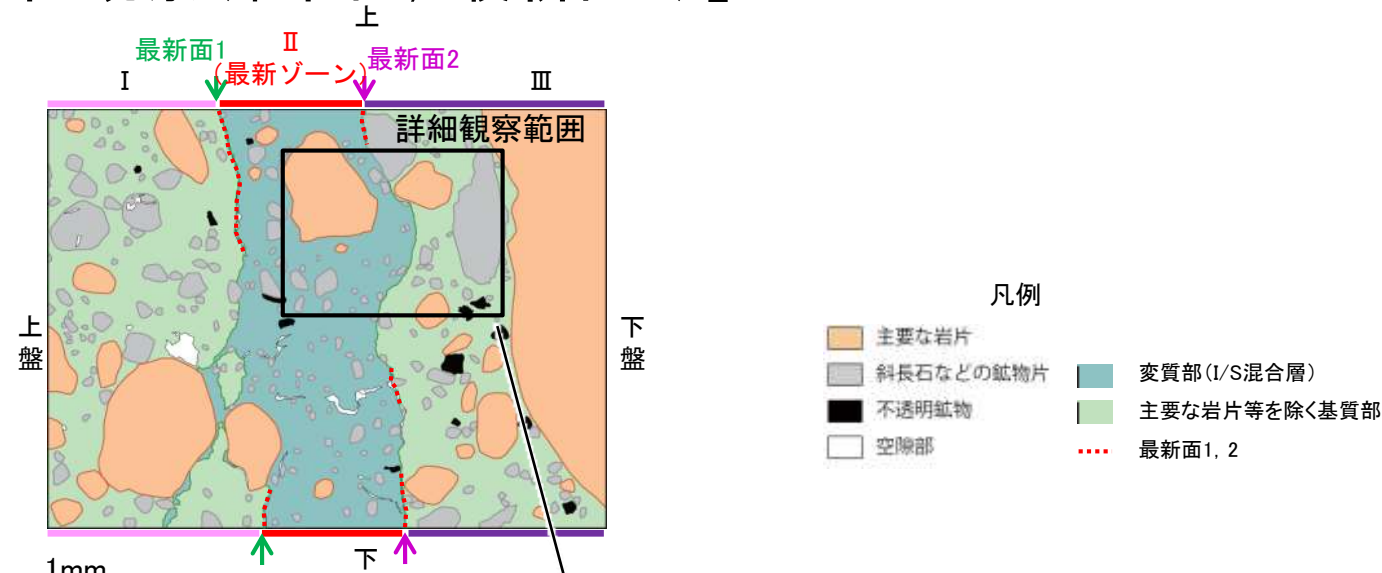 上
最新面1
Ⅱ
(最新ゾーン)
最新面2
Ⅰ
Ⅲ
詳細観察範囲
上盤
下盤
下
1mm
凡例
主要な岩片
斜長石などの鉱物片
不透明鉱物
空隙部
変質部(I/S混合層)
主要な岩片等を除く基質部
最新面1, 2